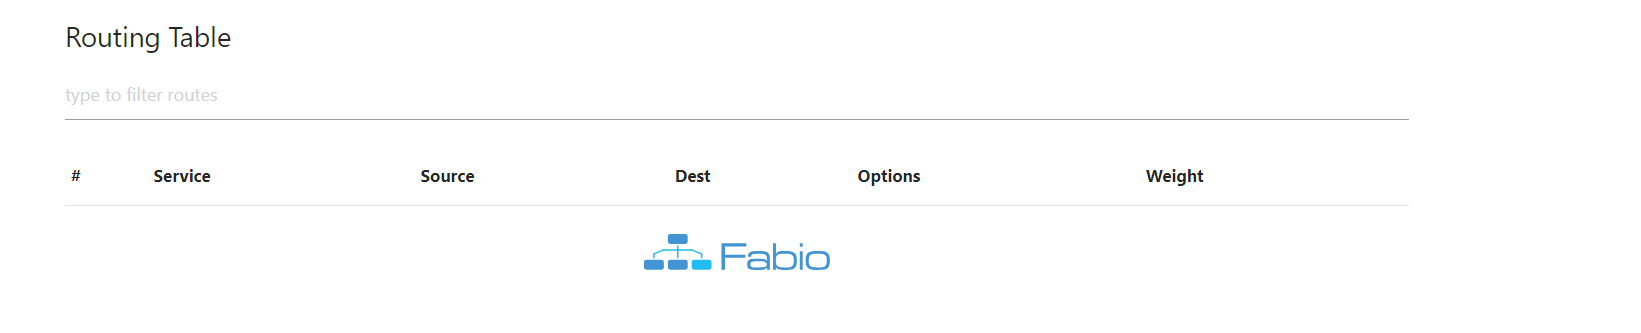 Routing Table
type to filter routes
# Service Source Dest Options Weight
Fabio